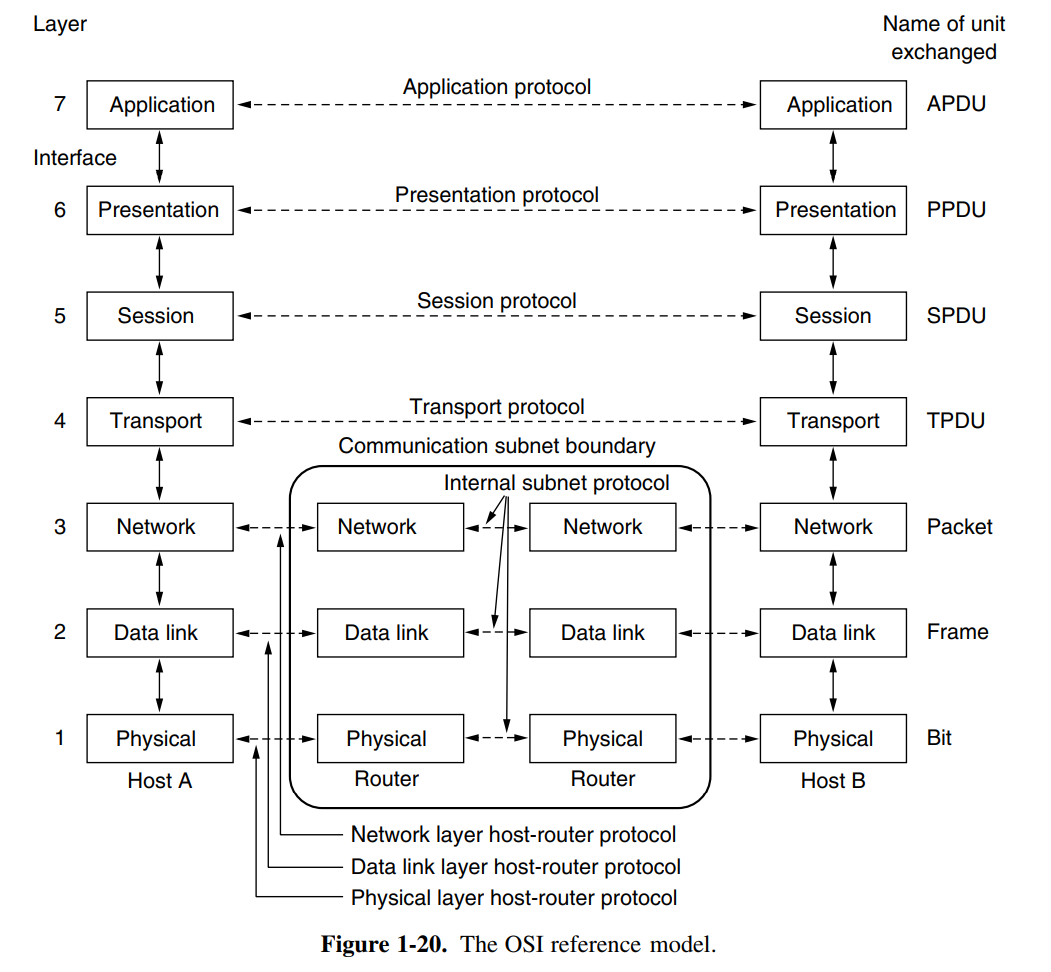 Layer
Name of unit
exchanged
7 Application Application protocol Application APDU
Interface
6 Presentation Presentation protocol Presentation PPDU
5 Session Session protocol Session SPDU
4 Transport Transport protocol Transport TPDU
Communication subnet boundary
Internal subnet protocol
3 Network Network Network Network Packet
2 Data link Data link Data link Data link Frame
1 Physical Physical Physical Physical Bit
Host A Router Router Host B
Network layer host-router protocol
Data link layer host-router protocol
Physical layer host-router protocol
Figure 1-20. The OSI reference model.